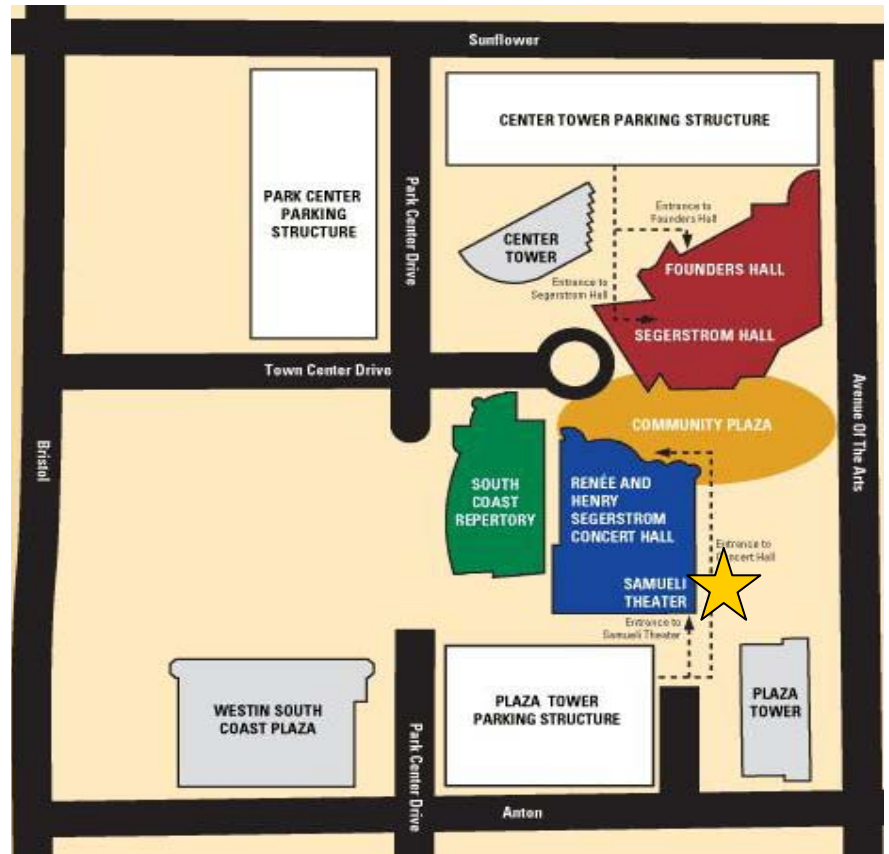 Sunflower
CENTER TOWER PARKING STRUCTURE
PARK CENTER
PARKING
STRUCTURE
Park Center Drive
Entrance to
Founders Hall
CENTER
TOWER
FOUNDERS HALL
Entrance to
Segerstrom Hall
SEGERSTROM HALL
Town Center Drive
Avenue Of The Arts
COMMUNITY PLAZA
Bristol
SOUTH
COAST
REPERTORY
RENÉE AND
HENRY
SEGERSTROM
CONCERT HALL
Entrance to
Concert Hall
SAMUELI
THEATER
Entrance to
Samueli Theater
WESTIN SOUTH
COAST PLAZA
Park Center Drive
PLAZA TOWER
PARKING STRUCTURE
PLAZA
TOWER
Anton